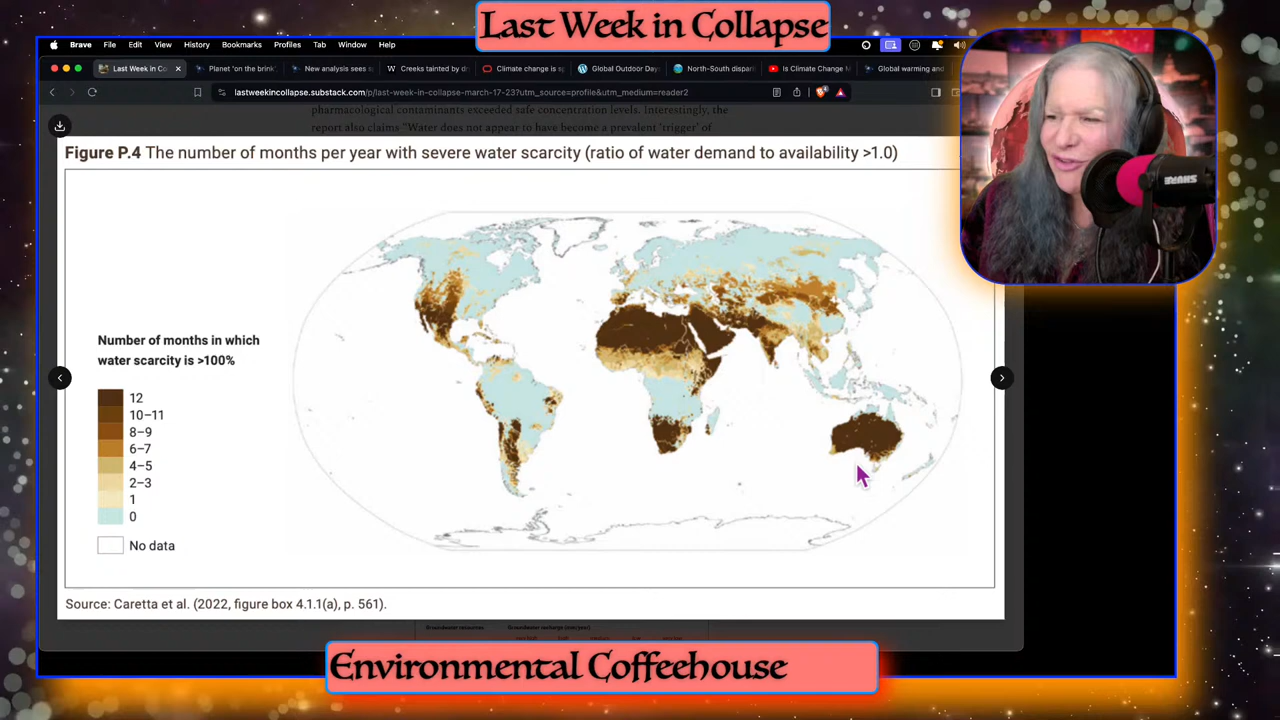 Last Week in Collapse
Brave File Edit View History Bookmarks Profiles Tab Window Help
Last Week in Co
Planet 'on the brink'
New analysis sees
Creeks tainted by d
Climate change is
Global Outdoor Day
North-South dispari
Is Climate Change M
Global warming and
lastweekincollapse.substack.com/p/last-week-in-collapse-march-17-23?utm_source=profile&utm_medium=reader2
pharmacological contaminants exceeded safe concentration levels. Interestingly, the
report also claims "Water does not appear to have become a prevalent 'trigger' of
Figure P.4 The number of months per year with severe water scarcity (ratio of water demand to availability >1.0)
SHURE
Number of months in which
water scarcity is >100%
12
10–11
8–9
6–7
4–5
2–3
1
0
No data
Source: Caretta et al. (2022, figure box 4.1.1(a), p. 561).
Environmental Coffeehouse